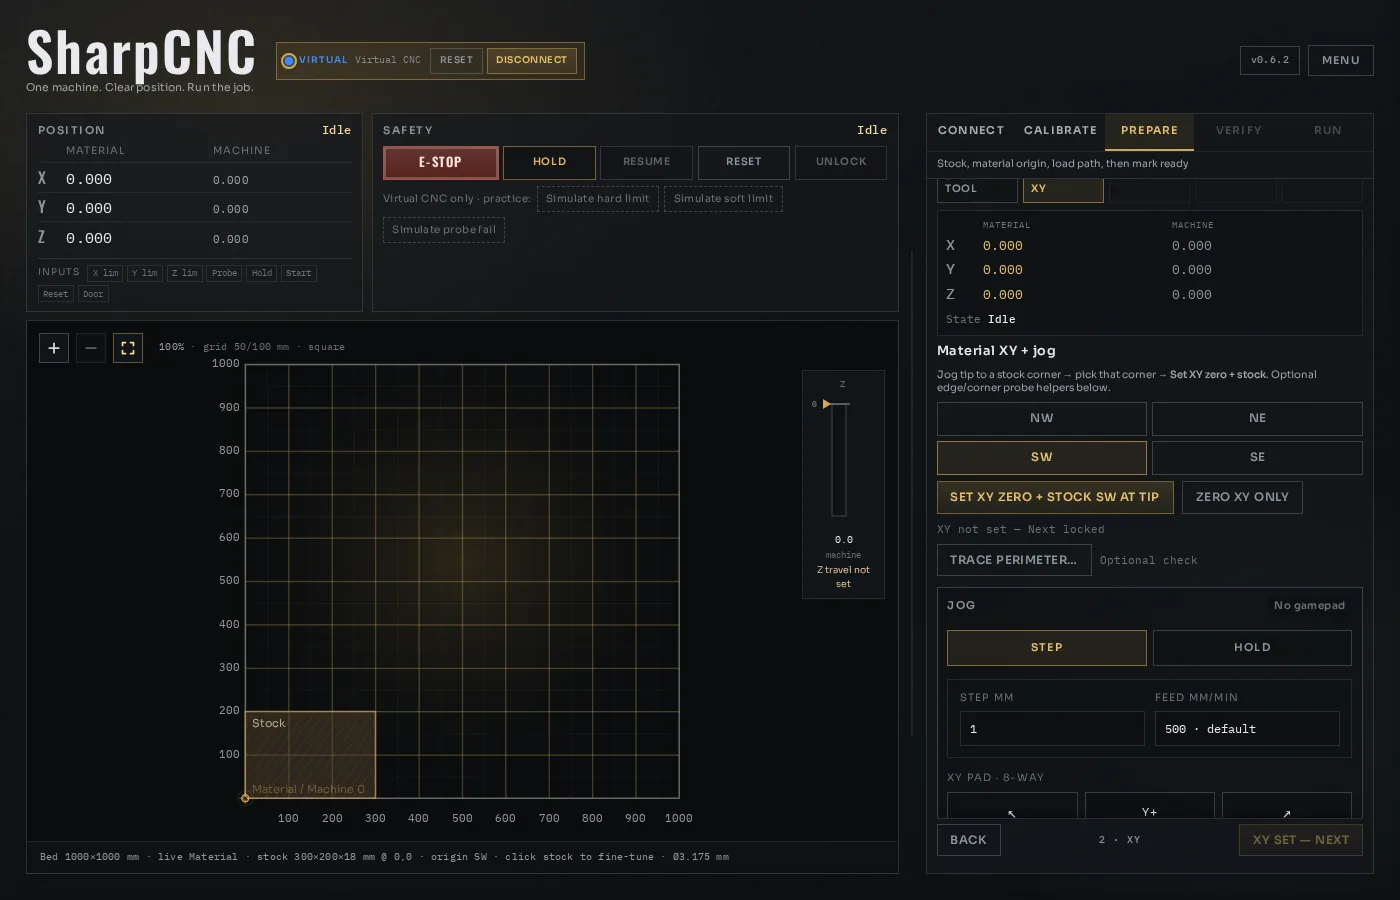 SharpCNC
One machine. Clear position. Run the job.
VIRTUAL Virtual CNC RESET DISCONNECT
v0.6.2 MENU
POSITION Idle
MATERIAL MACHINE
X 0.000 0.000
Y 0.000 0.000
Z 0.000 0.000
INPUTS X lim Y lim Z lim Probe Hold Start
Reset Door
SAFETY Idle
E-STOP HOLD RESUME RESET UNLOCK
Virtual CNC only · practice: Simulate hard limit Simulate soft limit
Simulate probe fail
+ − 100% · grid 50/100 mm · square
1000
900
800
700
600
500
400
300
200
100
Stock
Material / Machine 0
100 200 300 400 500 600 700 800 900 1000
Z
0
0.0
machine
Z travel not
set
Bed 1000×1000 mm · live Material · stock 300×200×18 mm @ 0,0 · origin SW · click stock to fine-tune · Ø3.175 mm
CONNECT CALIBRATE PREPARE VERIFY RUN
Stock, material origin, load path, then mark ready
TOOL XY
MATERIAL MACHINE
X 0.000 0.000
Y 0.000 0.000
Z 0.000 0.000
State Idle
Material XY + jog
Jog tip to a stock corner → pick that corner → Set XY zero + stock. Optional
edge/corner probe helpers below.
NW NE
SW SE
SET XY ZERO + STOCK SW AT TIP ZERO XY ONLY
XY not set — Next locked
TRACE PERIMETER… Optional check
JOG No gamepad
STEP HOLD
STEP MM FEED MM/MIN
1 500 · default
XY PAD · 8-WAY
↖ Y+ ↗
BACK 2 · XY XY SET — NEXT